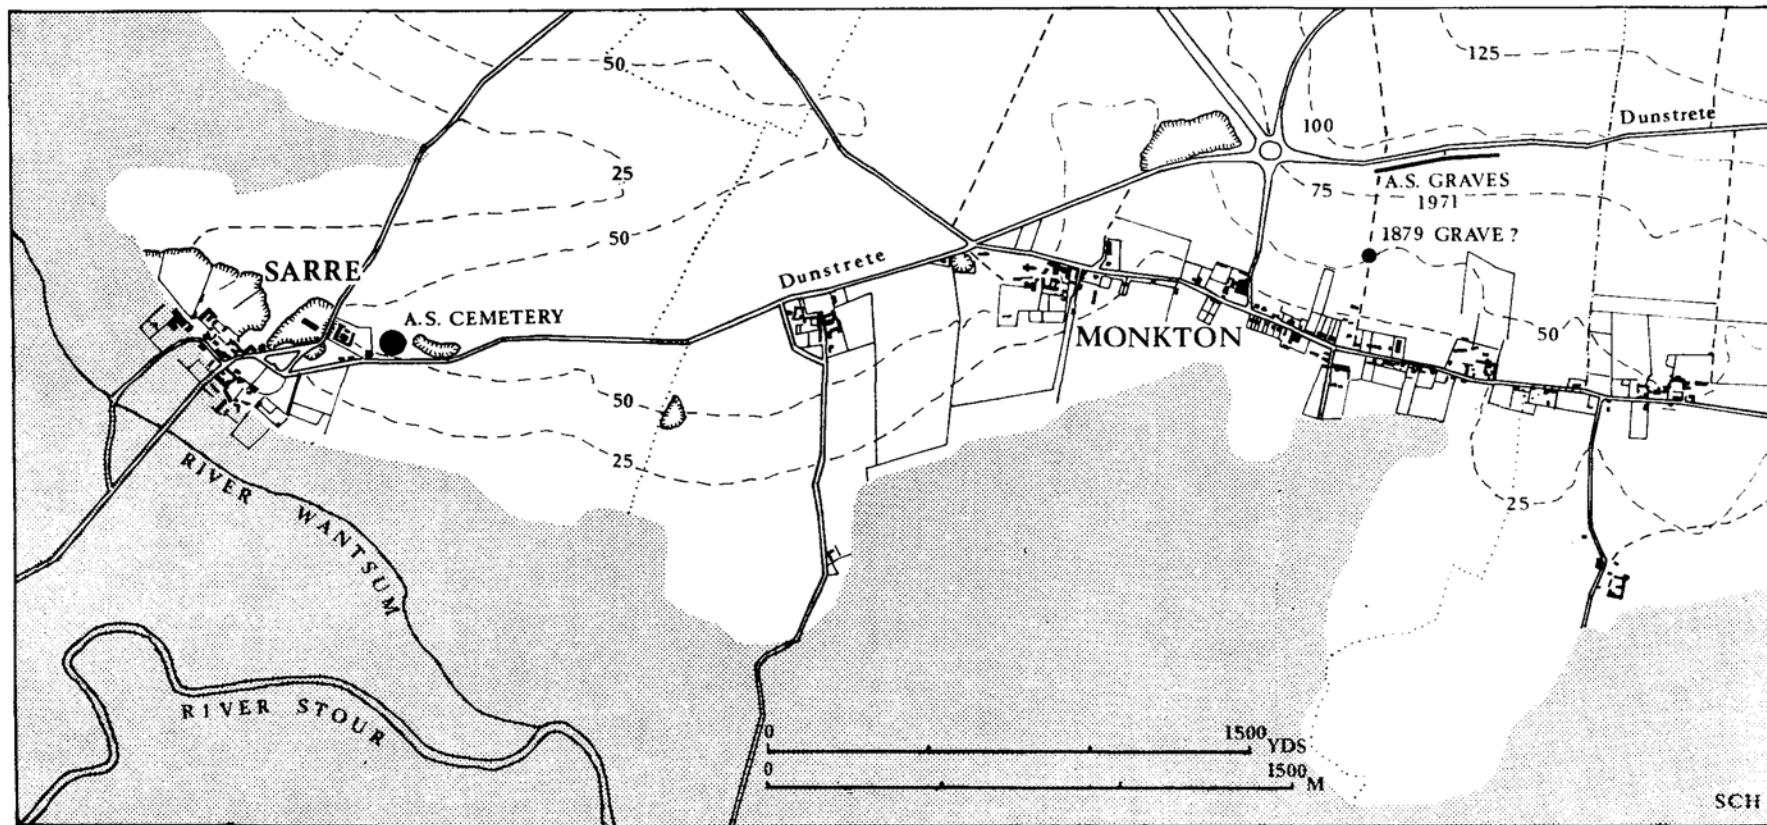 125
50
Dunstrete
100
25
A.S. GRAVES
1971
75
1879 GRAVE ?
50
SARRE
Dunstrete
A.S. CEMETERY
MONKTON
50
50
25
25
RIVER WANTSUM
RIVER STOUR
0 1500 YDS
0 1500 M
SCH